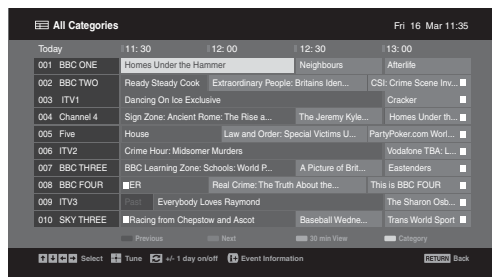 All Categories Fri 16 Mar 11:35
Today 11: 30 12: 00 12: 30 13: 00
001 BBC ONE Homes Under the Hammer Neighbours Afterlife
002 BBC TWO Ready Steady Cook Extraordinary People: Britains Iden... CSI: Crime Scene Inv...
003 ITV1 Dancing On Ice Exclusive Cracker
004 Channel 4 Sign Zone: Ancient Rome: The Rise a... The Jeremy Kyle... Homes Under th...
005 Five House Law and Order: Special Victims U... PartyPoker.com Worl...
006 ITV2 Crime Hour: Midsomer Murders Vodafone TBA: L...
007 BBC THREE BBC Learning Zone: Schools: World P... A Picture of Brit... Eastenders
008 BBC FOUR ER Real Crime: The Truth About the... This is BBC FOUR
009 ITV3 Past Everybody Loves Raymond The Sharon Osb...
010 SKY THREE Racing from Chepstow and Ascot Baseball Wedne... Trans World Sport
Previous Next 30 min View Category
Select Tune +/- 1 day on/off Event Information RETURN Back